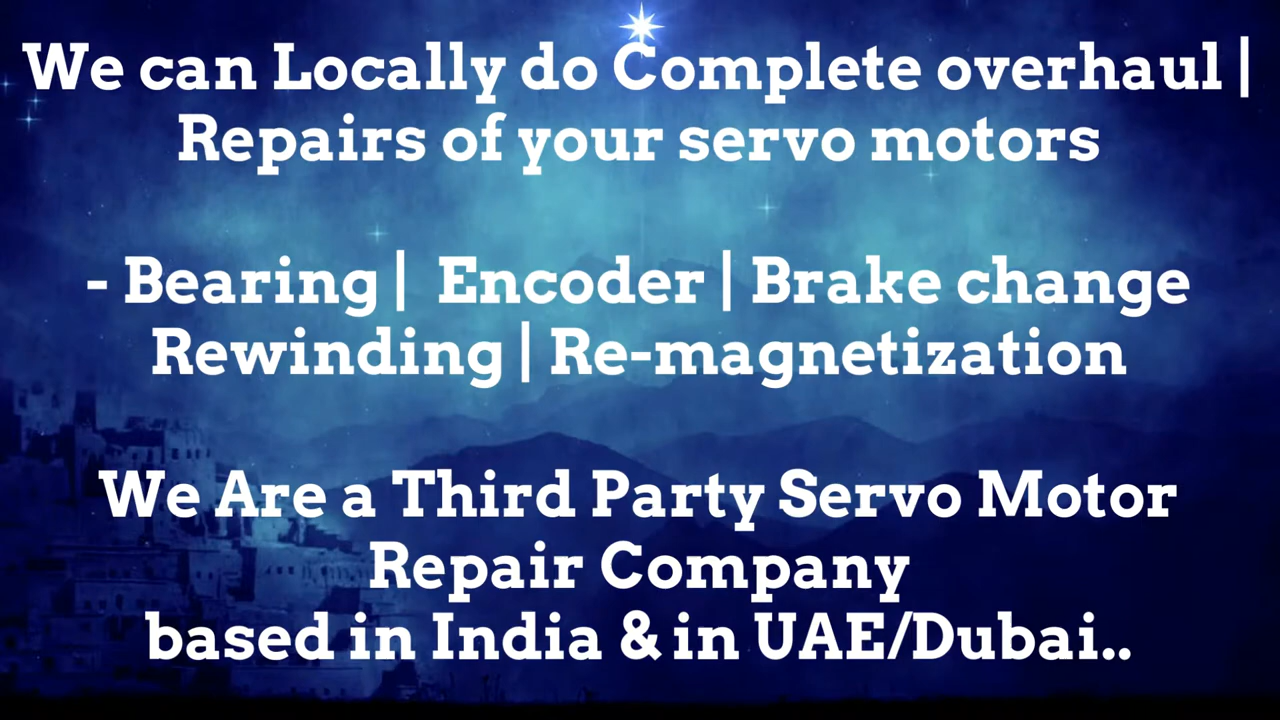 We can Locally do Complete overhaul |
Repairs of your servo motors
- Bearing | Encoder | Brake change
Rewinding | Re-magnetization
We Are a Third Party Servo Motor
Repair Company
based in India & in UAE/Dubai..